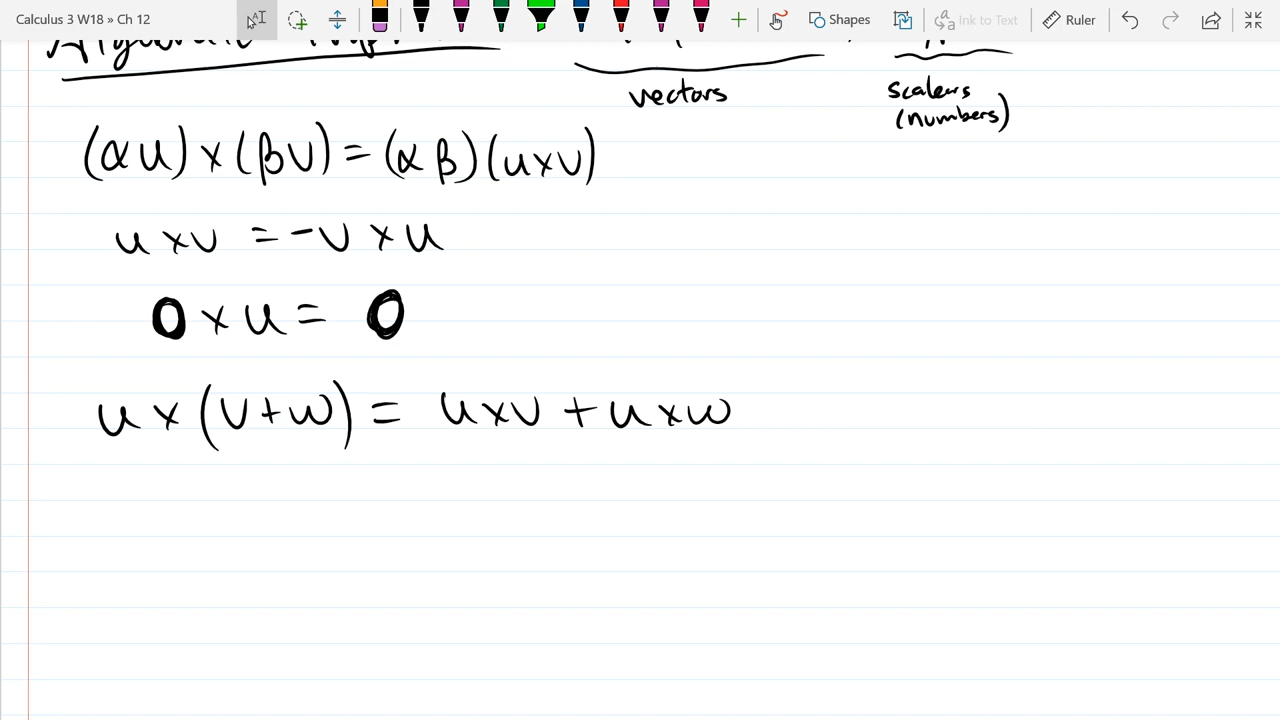 Calculus 3 W18 » Ch 12
Shapes
Ink to Text
Ruler
vectors
scalers
(numbers)
(αu)×(βv)=(αβ)(u×v)
u×v = -v×u
0×u= 0
u×(v+w)= u×v+u×w